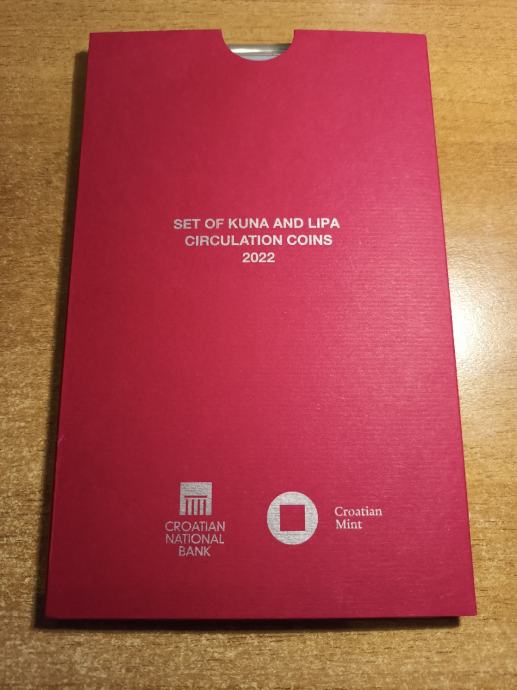 SET OF KUNA AND LIPA
CIRCULATION COINS
2022
CROATIAN
NATIONAL
BANK
Croatian
Mint